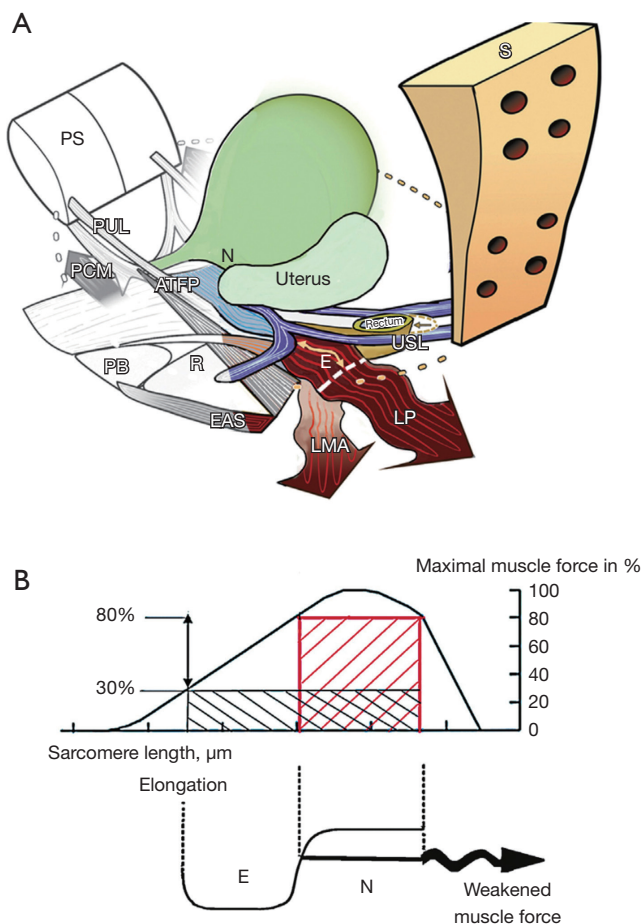 A
S
PS
PUL
N
PCM
ATFP
Uterus
Rectum
USL
PB
R
E
EAS
LP
LMA
B
Maximal muscle force in %
80%
30%
100
80
60
40
20
0
Sarcomere length, µm
Elongation
E
N
Weakened
muscle force